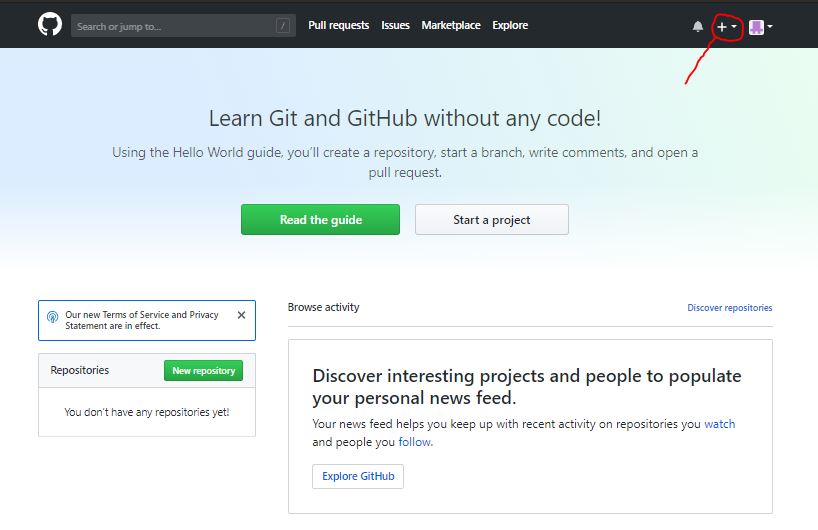 Search or jump to...
/
Pull requests
Issues
Marketplace
Explore
Learn Git and GitHub without any code!
Using the Hello World guide, you’ll create a repository, start a branch, write comments, and open a
pull request.
Read the guide
Start a project
Our new Terms of Service and Privacy
Statement are in effect.
Repositories
New repository
You don’t have any repositories yet!
Browse activity
Discover repositories
Discover interesting projects and people to populate
your personal news feed.
Your news feed helps you keep up with recent activity on repositories you watch
and people you follow.
Explore GitHub